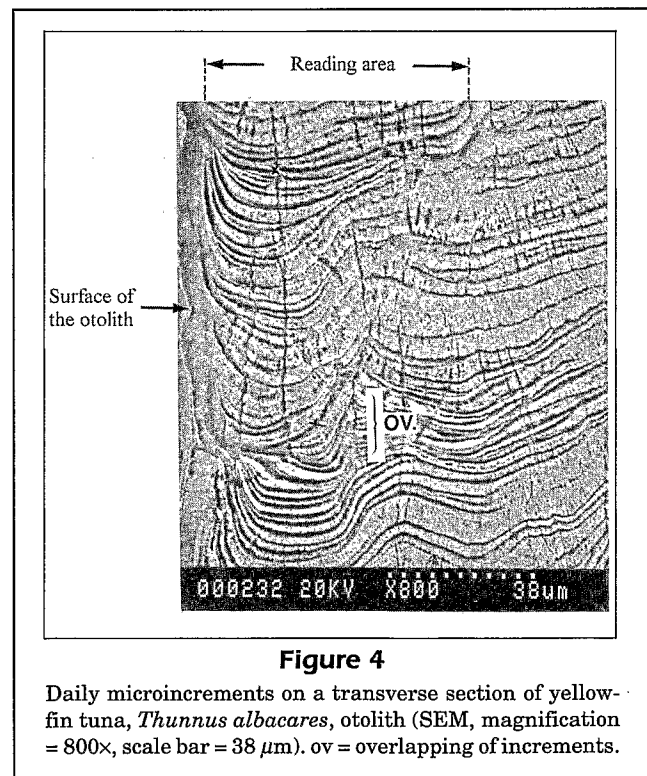 Reading area
Surface of
the otolith
OV.
000232 20KV X800 38um
Figure 4
Daily microincrements on a transverse section of yellow-
fin tuna, Thunnus albacares, otolith (SEM, magnification
= 800×, scale bar = 38 μm). ov = overlapping of increments.